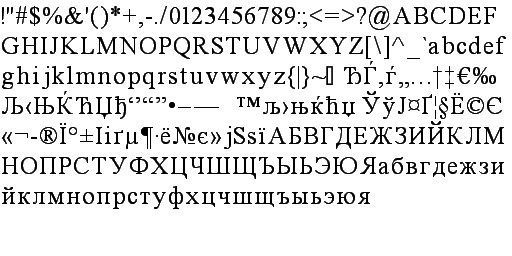 !"#$%&'()*+,-./0123456789:;<=>?@ABCDEF
GHIJKLMNOPQRSTUVWXYZ[\]^_`abcdef
ghijklmnopqrstuvwxyz{|}~▯ ЂЃ‚ѓ„…†‡€‰
Љ‹ЊЌЋЏђ‘’“”•–— ™љ›њќћџ ЎўЈ¤Ґ¦§Ё©Є
«¬-®Ї°±Ііґµ¶·ё№є»јЅѕїАБВГДЕЖЗИЙКЛМ
НОПРСТУФХЦЧШЩЪЫЬЭЮЯабвгдежзи
йклмнопрстуфхцчшщъыьэюя